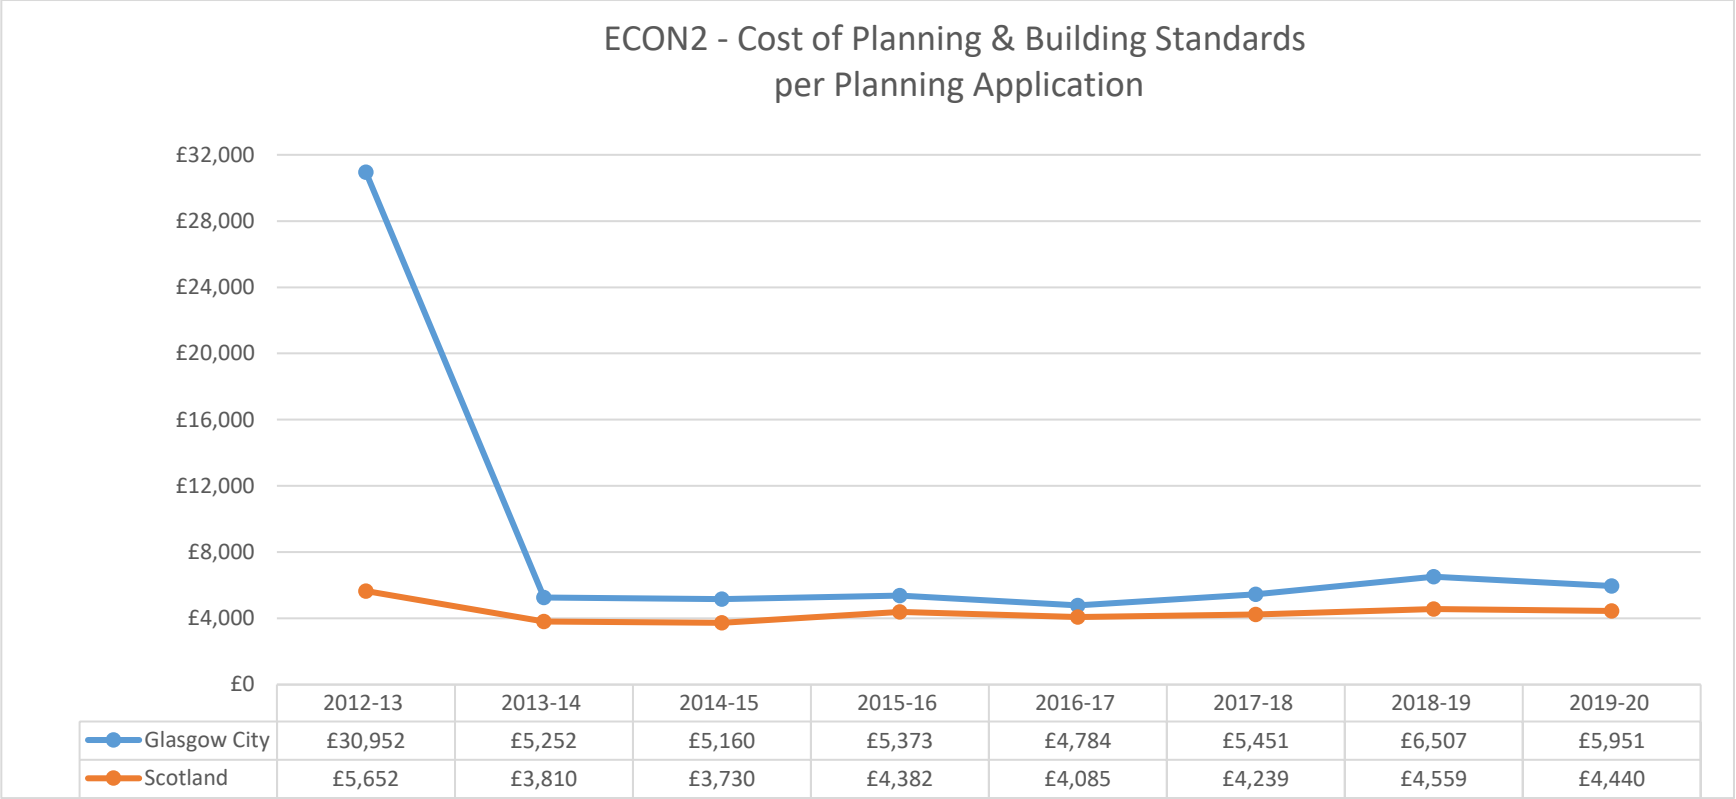 ECON2 - Cost of Planning & Building Standards
per Planning Application
£32,000
£28,000
£24,000
£20,000
£16,000
£12,000
£8,000
£4,000
£0
2012-13 2013-14 2014-15 2015-16 2016-17 2017-18 2018-19 2019-20
Glasgow City £30,952 £5,252 £5,160 £5,373 £4,784 £5,451 £6,507 £5,951
Scotland £5,652 £3,810 £3,730 £4,382 £4,085 £4,239 £4,559 £4,440